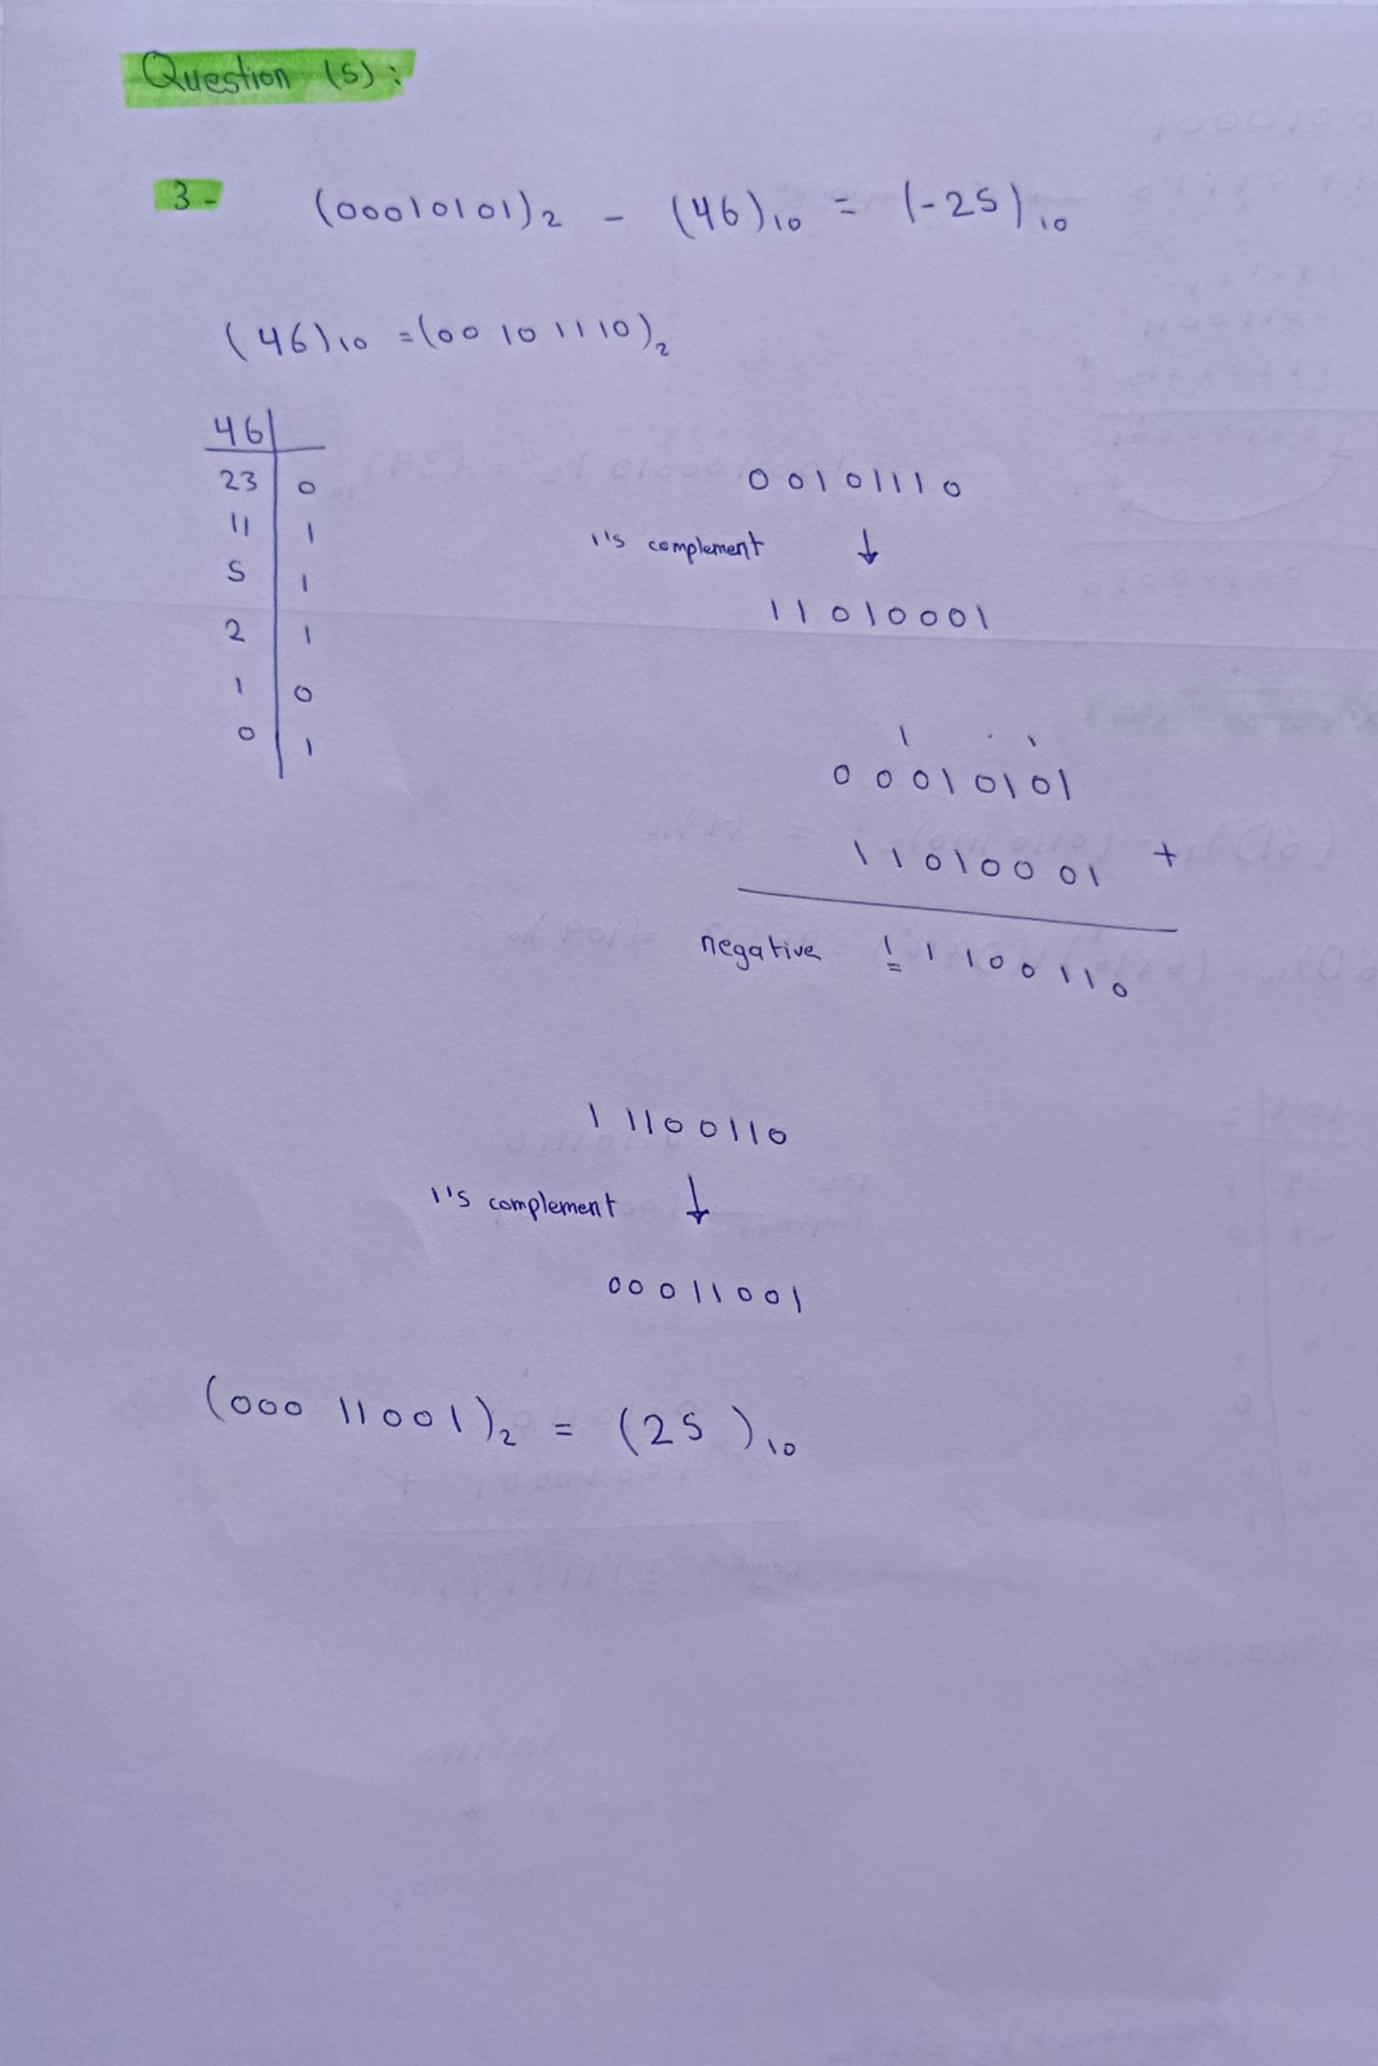 Question (5):
3- (00010101)2 - (46)10 = (-25)10
(46)10 = (00101110)2
46
23 0
11 1
5 1
2 1
1 0
0 1
00101110
1's complement ↓
11010001
1 1
00010101
11010001 +
negative 11100110
11100110
1's complement ↓
00011001
(00011001)2 = (25)10